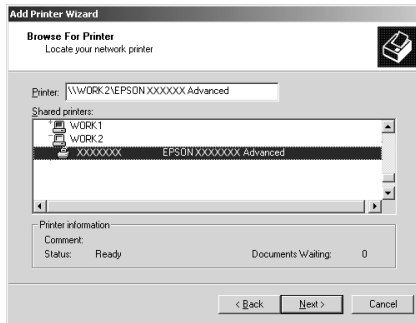 Add Printer Wizard
Browse For Printer
Locate your network printer
Printer: \\WORK2\EPSON XXXXXX Advanced
Shared printers:
WORK1
WORK2
XXXXXXX EPSON XXXXXXX Advanced
Printer information
Comment:
Status: Ready Documents Waiting: 0
< Back Next > Cancel